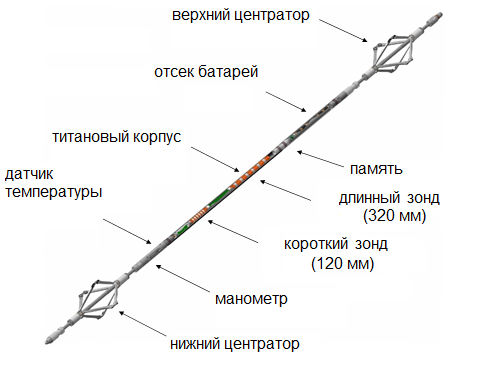 верхний центратор
отсек батарей
титановый корпус
память
датчик
температуры
длинный зонд
(320 мм)
короткий зонд
(120 мм)
манометр
нижний центратор